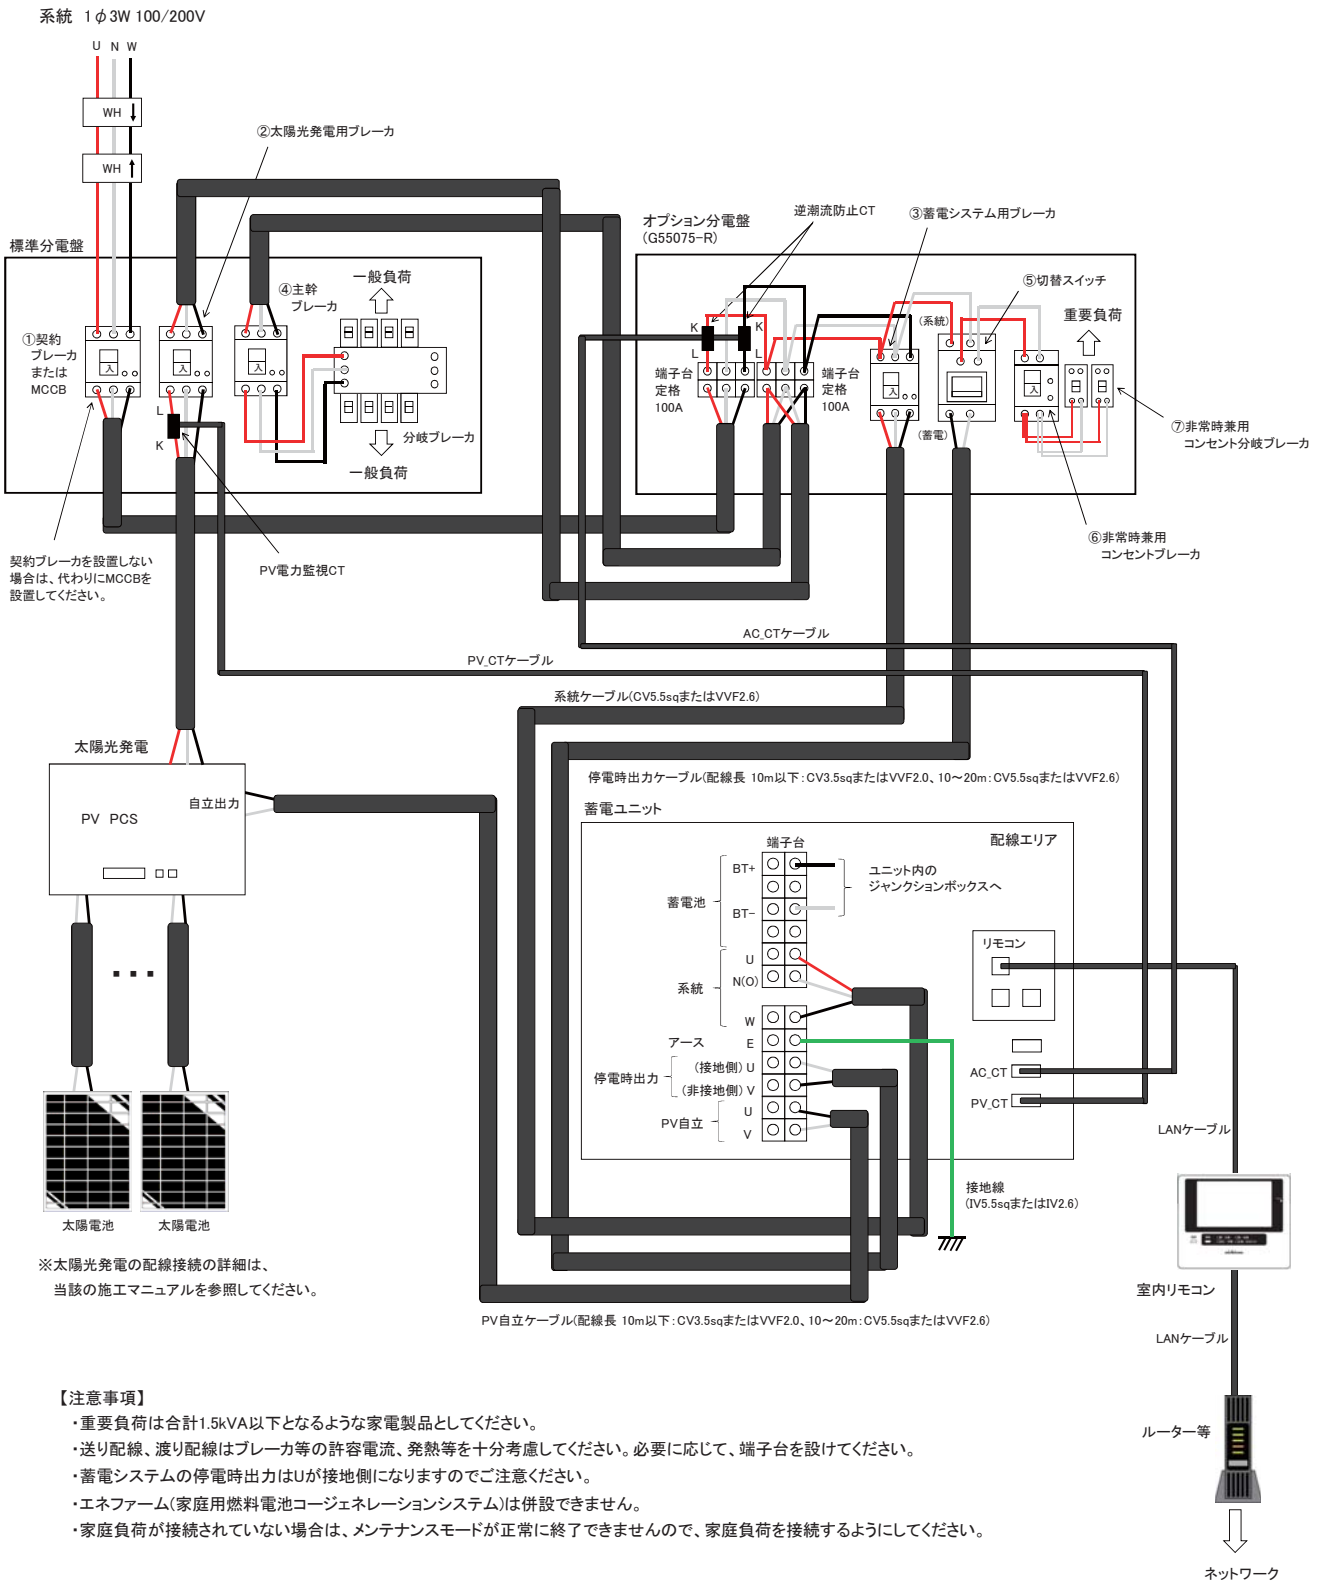 系統 1φ3W 100/200V
U N W
WH
WH
②太陽光発電用ブレーカ
標準分電盤
①契約
ブレーカ
または
MCCB
④主幹
ブレーカ
一般負荷
分岐ブレーカ
一般負荷
入
入
入
L
K
契約ブレーカを設置しない
場合は、代わりにMCCBを
設置してください。
PV電力監視CT
オプション分電盤
(G55075-R)
逆潮流防止CT
③蓄電システム用ブレーカ
⑤切替スイッチ
(系統)
重要負荷
K
K
L
L
端子台
定格
100A
端子台
定格
100A
入
入
(蓄電)
⑦非常時兼用
コンセント分岐ブレーカ
⑥非常時兼用
コンセントブレーカ
AC_CTケーブル
PV_CTケーブル
系統ケーブル(CV5.5sqまたはVVF2.6)
停電時出力ケーブル(配線長 10m以下:CV3.5sqまたはVVF2.0、10～20m:CV5.5sqまたはVVF2.6)
太陽光発電
自立出力
PV PCS
太陽電池
太陽電池
※太陽光発電の配線接続の詳細は、
当該の施工マニュアルを参照してください。
蓄電ユニット
配線エリア
端子台
BT+
蓄電池
BT-
ユニット内の
ジャンクションボックスへ
U
N(O)
系統
W
アース
E
停電時出力
(接地側) U
(非接地側) V
PV自立
U
V
リモコン
AC_CT
PV_CT
接地線
(IV5.5sqまたはIV2.6)
PV自立ケーブル(配線長 10m以下:CV3.5sqまたはVVF2.0、10～20m:CV5.5sqまたはVVF2.6)
LANケーブル
室内リモコン
LANケーブル
ルーター等
ネットワーク
【注意事項】
・重要負荷は合計1.5kVA以下となるような家電製品としてください。
・送り配線、渡り配線はブレーカ等の許容電流、発熱等を十分考慮してください。必要に応じて、端子台を設けてください。
・蓄電システムの停電時出力はUが接地側になりますのでご注意ください。
・エネファーム(家庭用燃料電池コージェネレーションシステム)は併設できません。
・家庭負荷が接続されていない場合は、メンテナンスモードが正常に終了できませんので、家庭負荷を接続するようにしてください。